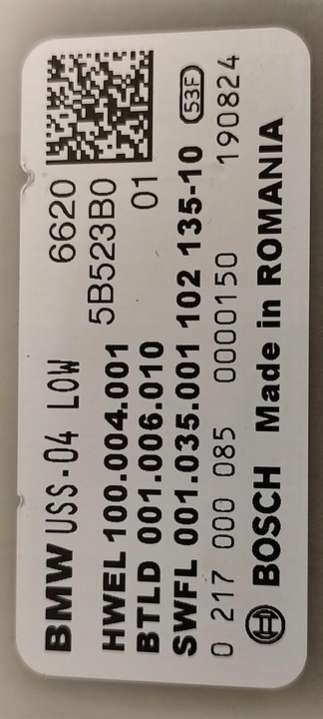 BMW USS-04 LOW 6620
5B523B0
HWEL 100.004.001 01
BTLD 001.006.010
SWFL 001.035.001 102 135-10 53F
0 217 000 085 0000150 190824
BOSCH Made in ROMANIA